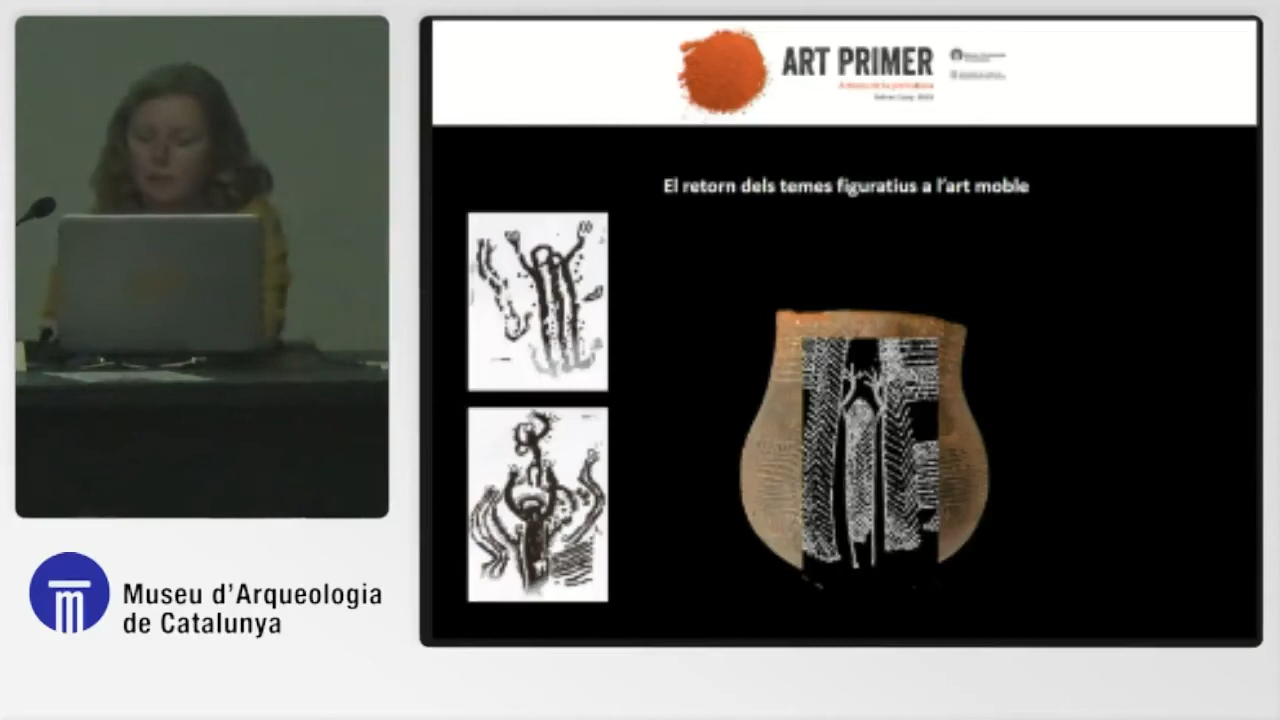 ART PRIMER
El retorn dels temes figuratius a l'art moble
Museu d'Arqueologia
de Catalunya